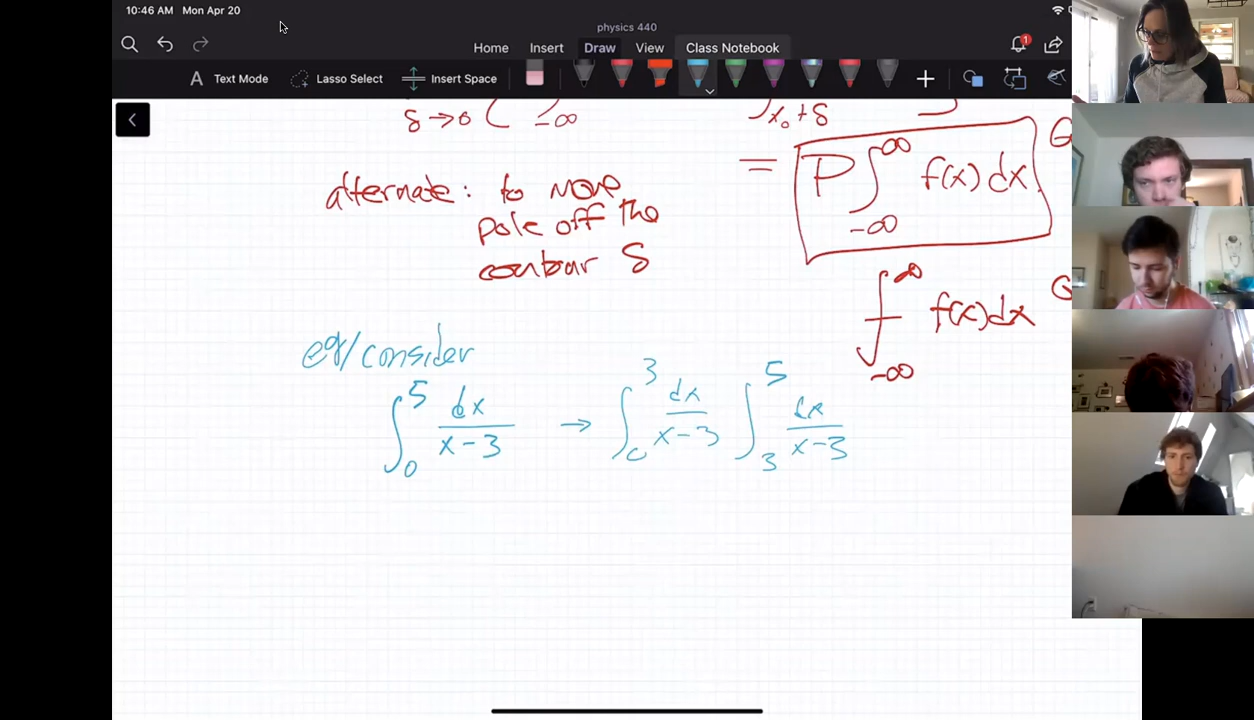 10:46 AM Mon Apr 20
physics 440
Home Insert Draw View Class Notebook
1
A Text Mode Lasso Select Insert Space
δ→0 ( ∫_{-∞} ∫_{x₀+δ}
= P ∫_{-∞}^{∞} f(x) dx
alternate: to move
pole off the
contour δ
⨍_{-∞}^{∞} f(x)dx
eg/consider
∫_0^5 dx/(x-3) → ∫_0^3 dx/(x-3) ∫_3^5 dx/(x-3)